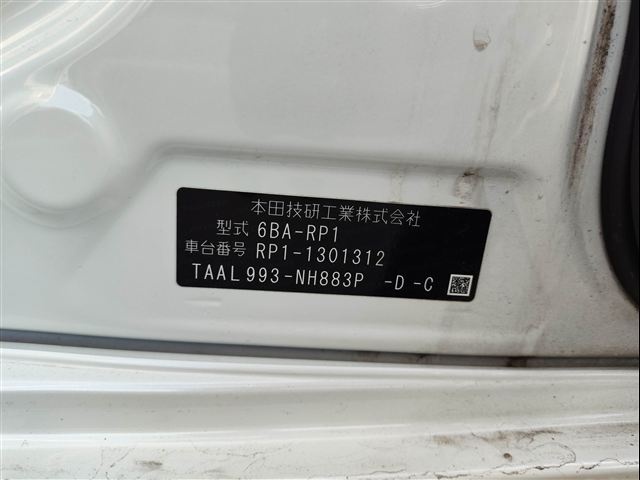 本田技研工業株式会社
型式 6BA-RP1
車台番号 RP1-1301312
TAAL 993-NH883P -D -C